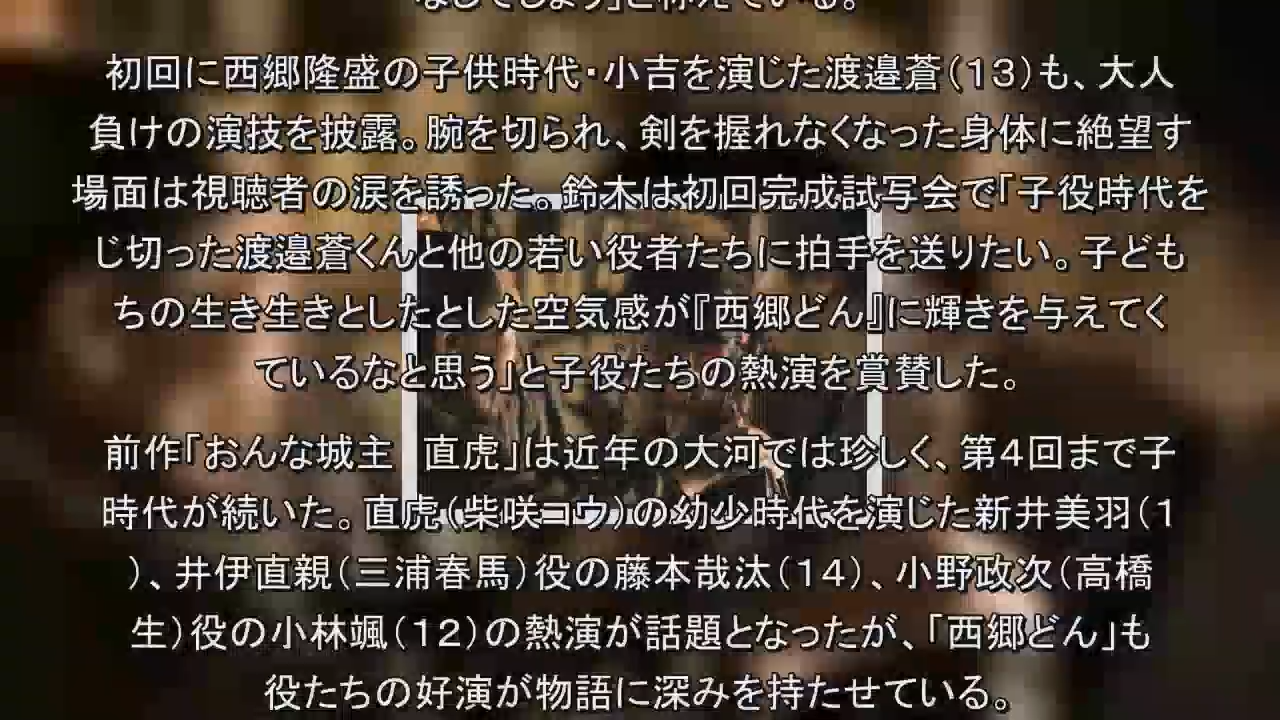 なしでしょう」と称えている。
初回に西郷隆盛の子供時代・小吉を演じた渡邉蒼（１３）も、大人
負けの演技を披露。腕を切られ、剣を握れなくなった身体に絶望す
場面は視聴者の涙を誘った。鈴木は初回完成試写会で「子役時代を
じ切った渡邉蒼くんと他の若い役者たちに拍手を送りたい。子ども
ちの生き生きとしたとした空気感が『西郷どん』に輝きを与えてく
ているなと思う」と子役たちの熱演を賞賛した。
前作「おんな城主　直虎」は近年の大河では珍しく、第４回まで子
時代が続いた。直虎（柴咲コウ）の幼少時代を演じた新井美羽（１
）、井伊直親（三浦春馬）役の藤本哉汰（１４）、小野政次（高橋
生）役の小林颯（１２）の熱演が話題となったが、「西郷どん」も
役たちの好演が物語に深みを持たせている。